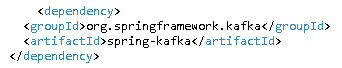 <dependency>
<groupId>org.springframework.kafka</groupId>
<artifactId>spring-kafka</artifactId>
</dependency>